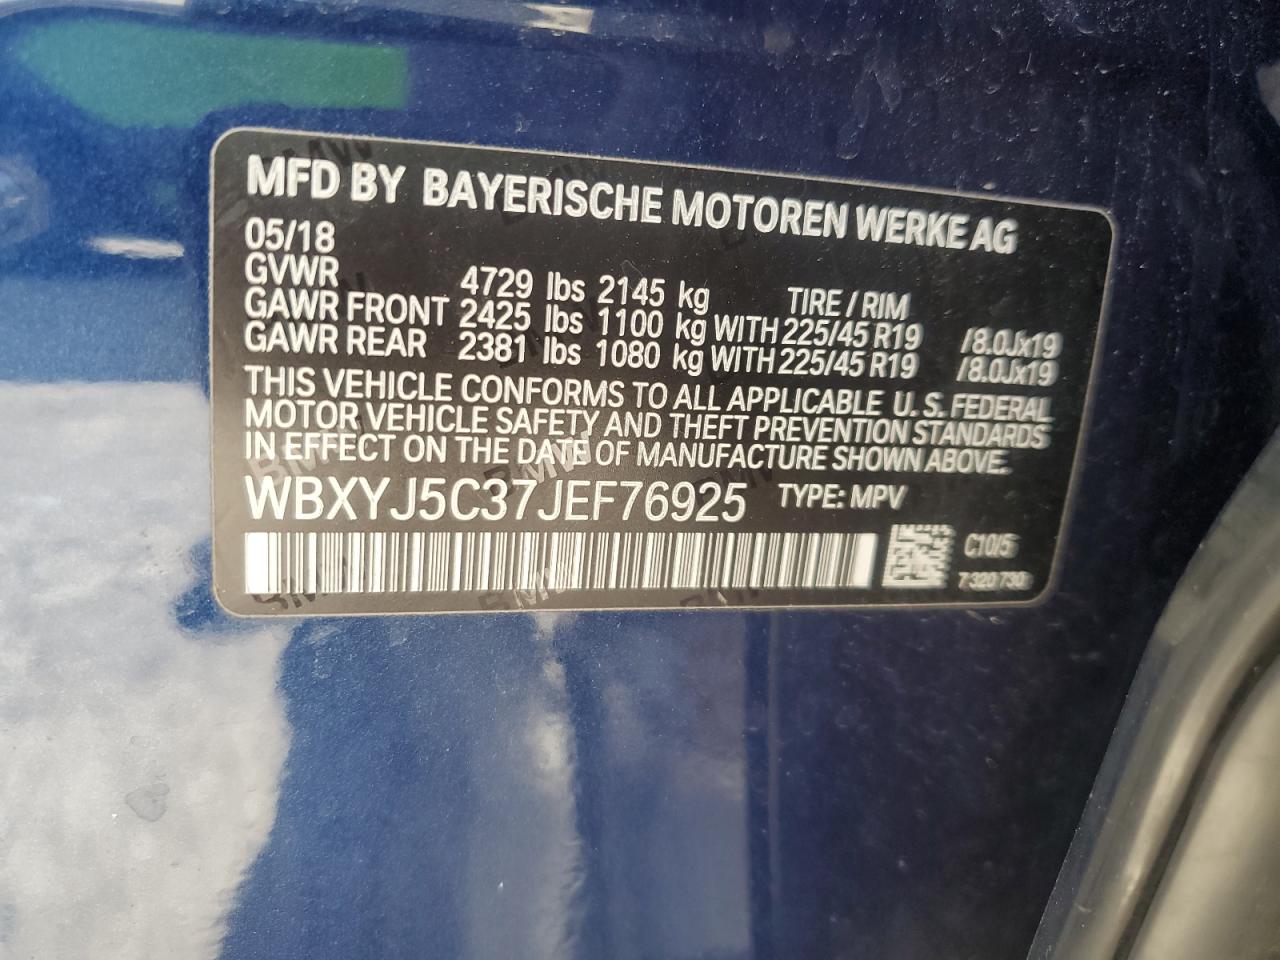 MFD BY BAYERISCHE MOTOREN WERKE AG
05/18
GVWR 4729 lbs 2145 kg TIRE / RIM
GAWR FRONT 2425 lbs 1100 kg WITH 225/45 R19 /8.0Jx19
GAWR REAR 2381 lbs 1080 kg WITH 225/45 R19 /8.0Jx19
THIS VEHICLE CONFORMS TO ALL APPLICABLE U.S. FEDERAL
MOTOR VEHICLE SAFETY AND THEFT PREVENTION STANDARDS
IN EFFECT ON THE DATE OF MANUFACTURE SHOWN ABOVE.
WBXYJ5C37JEF76925 TYPE: MPV
C10/5
7 320 730